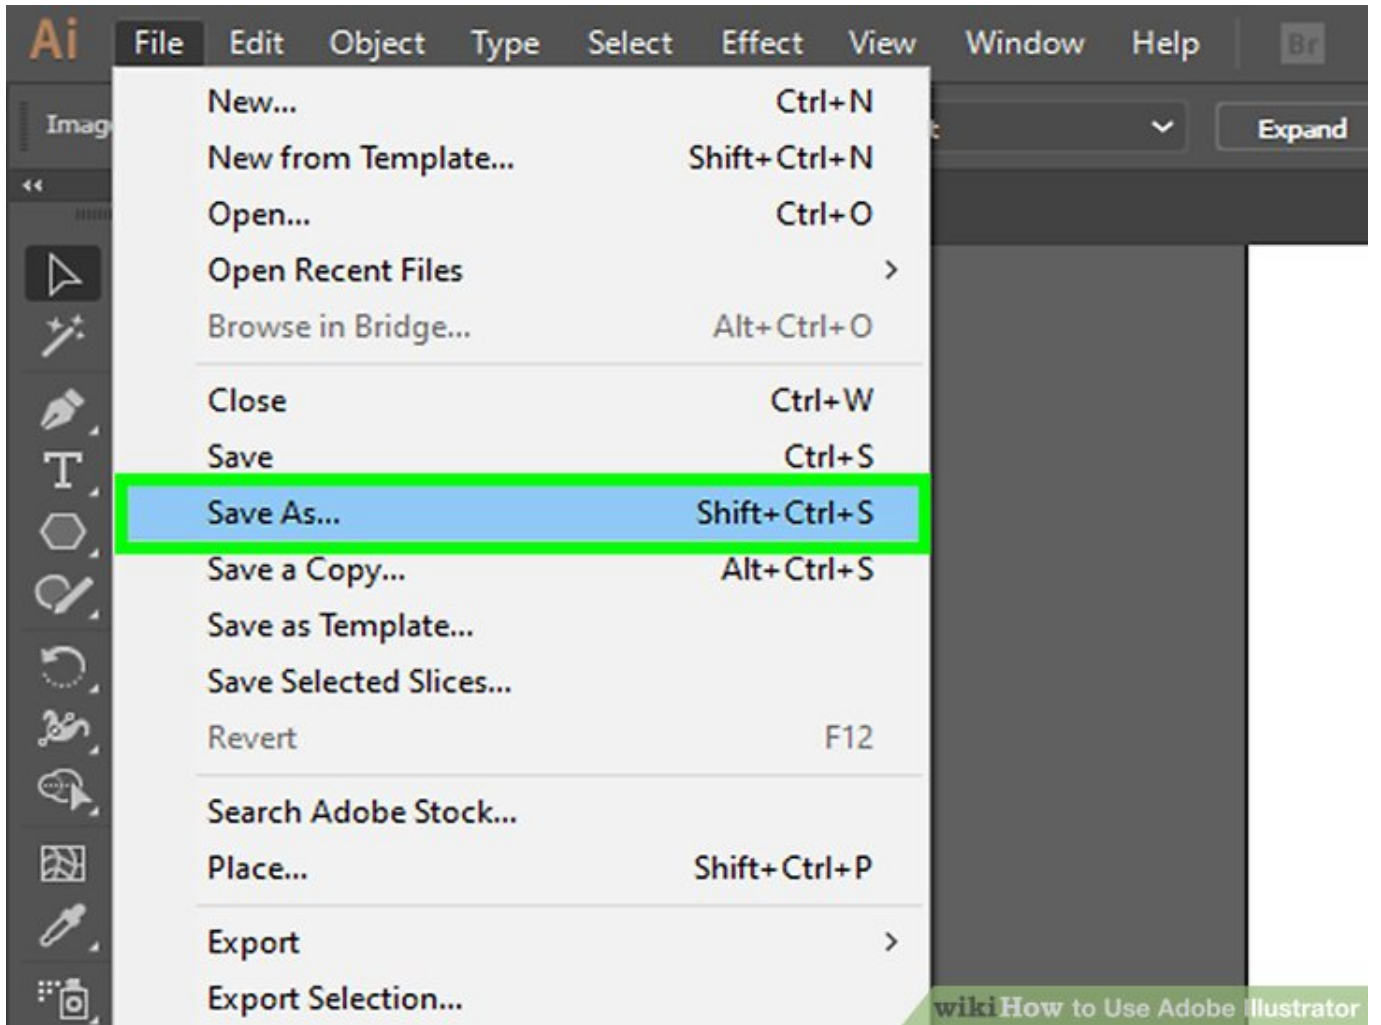 Ai File Edit Object Type Select Effect View Window Help Br
Imag Expand
New... Ctrl+N
New from Template... Shift+Ctrl+N
Open... Ctrl+O
Open Recent Files
Browse in Bridge... Alt+Ctrl+O
Close Ctrl+W
Save Ctrl+S
Save As... Shift+Ctrl+S
Save a Copy... Alt+Ctrl+S
Save as Template...
Save Selected Slices...
Revert F12
Search Adobe Stock...
Place... Shift+Ctrl+P
Export
Export Selection...
wikiHow to Use Adobe Illustrator